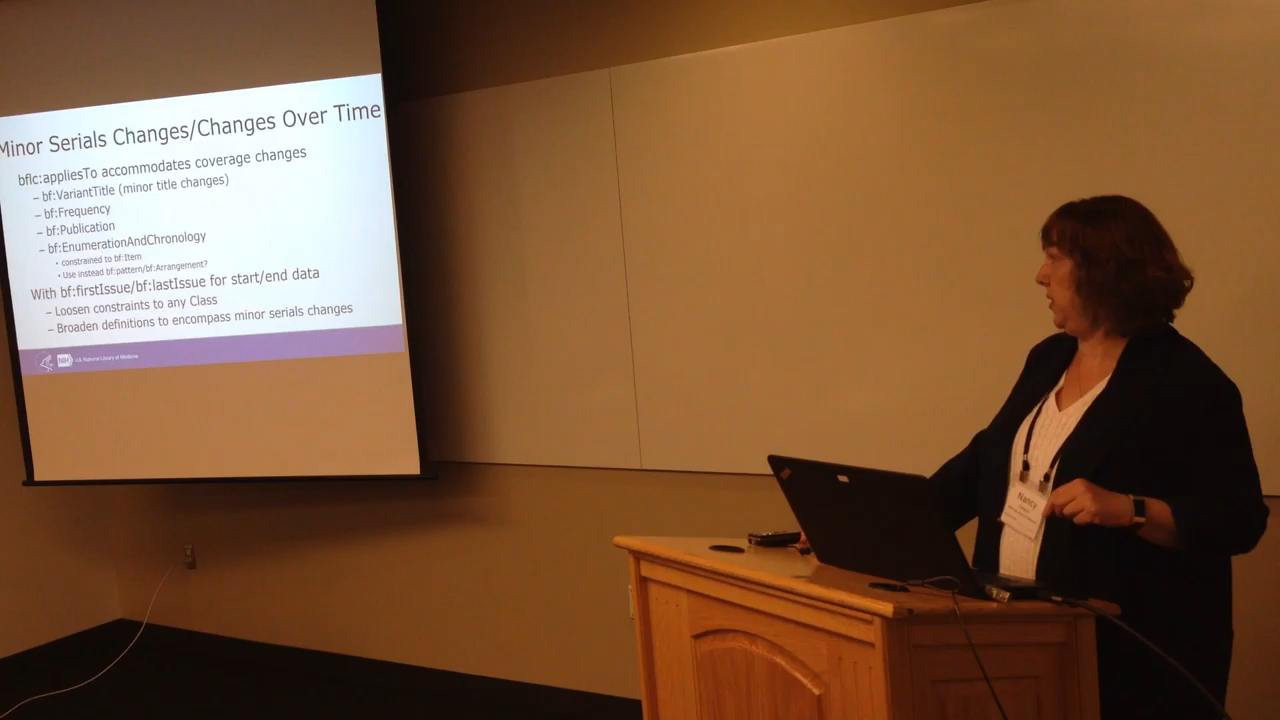 Minor Serials Changes/Changes Over Time
bflc:appliesTo accommodates coverage changes
– bf:VariantTitle (minor title changes)
– bf:Frequency
– bf:Publication
– bf:EnumerationAndChronology
• constrained to bf:Item
• Use instead bf:pattern/bf:Arrangement?
With bf:firstIssue/bf:lastIssue for start/end data
– Loosen constraints to any Class
– Broaden definitions to encompass minor serials changes
NIH U.S. National Library of Medicine
Nancy